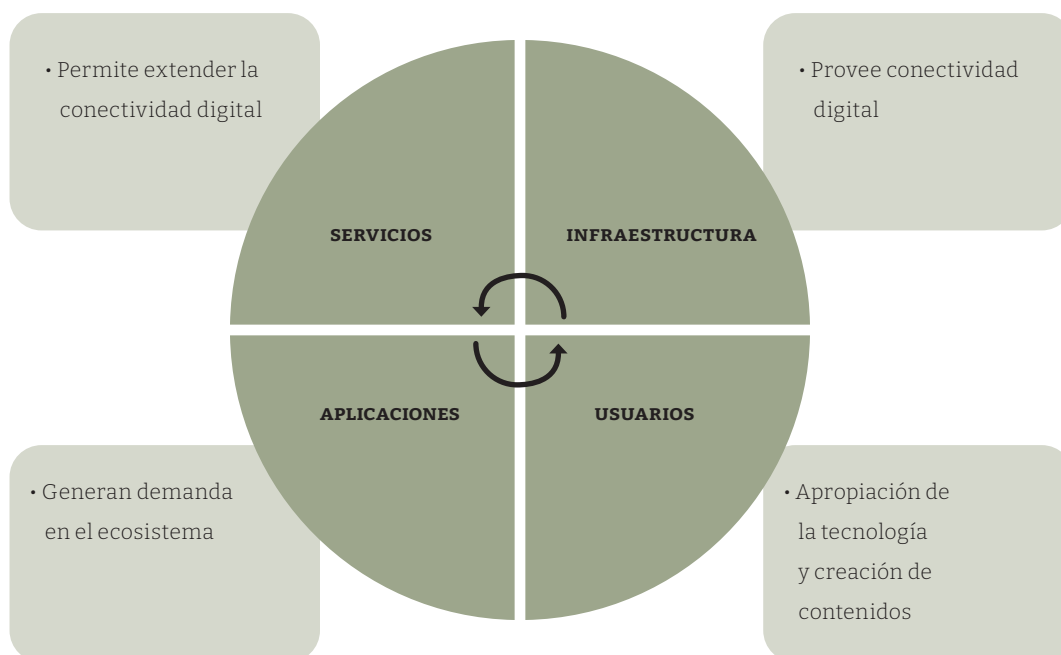 • Permite extender la
conectividad digital
• Provee conectividad
digital
SERVICIOS
INFRAESTRUCTURA
APLICACIONES
USUARIOS
• Generan demanda
en el ecosistema
• Apropiación de
la tecnología
y creación de
contenidos